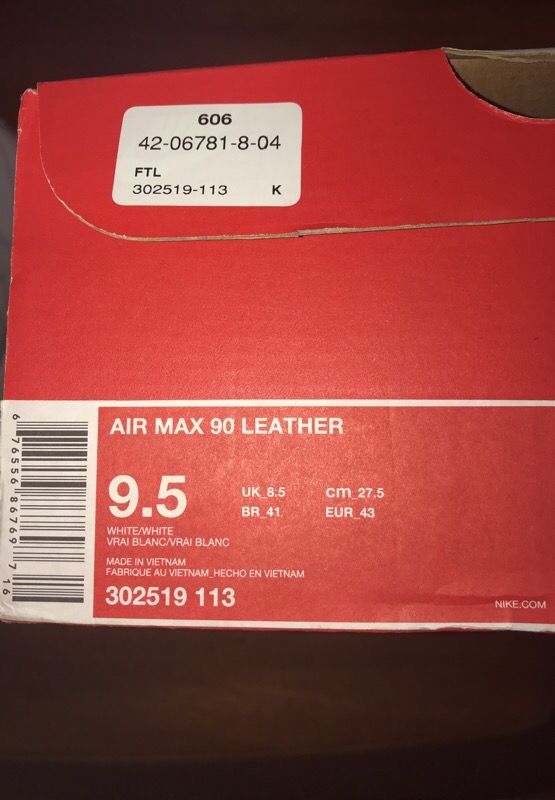 606
42-06781-8-04
FTL
302519-113 K
AIR MAX 90 LEATHER
9.5
UK_8.5 cm_27.5
BR_41 EUR_43
WHITE/WHITE
VRAI BLANC/VRAI BLANC
MADE IN VIETNAM
FABRIQUE AU VIETNAM_HECHO EN VIETNAM
302519 113
NIKE.COM
6 76556 86769 7 16